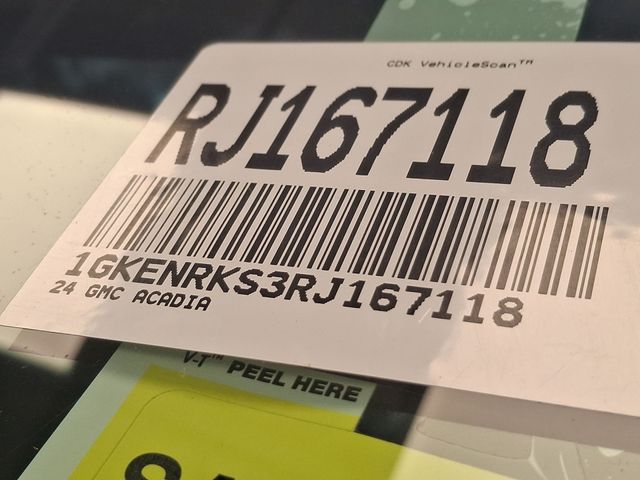 CDK VehicleScan™
RJ167118
1GKENRKS3RJ167118
24 GMC ACADIA
V-T™ PEEL HERE